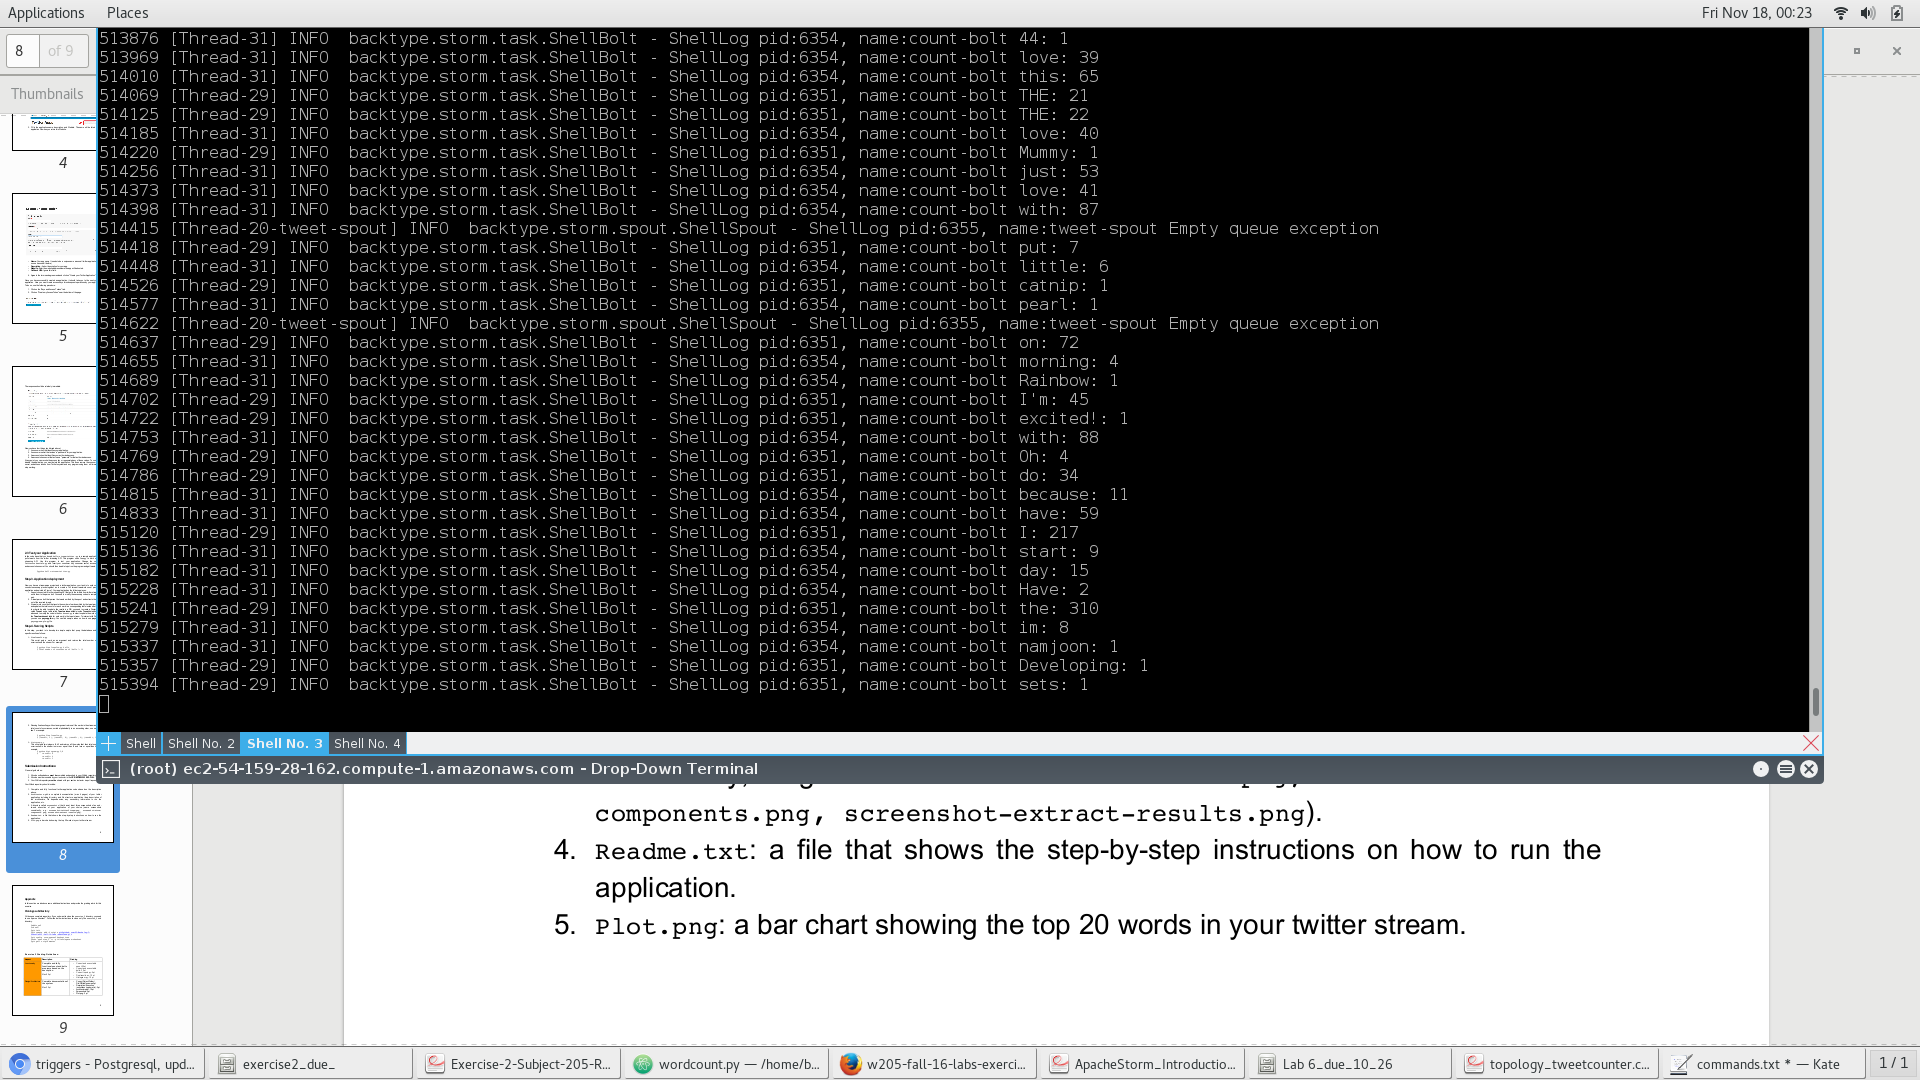 Applications Places Fri Nov 18, 00:23
8 of 9
Thumbnails
4
5
6
7
8
9
513876 [Thread-31] INFO  backtype.storm.task.ShellBolt - ShellLog pid:6354, name:count-bolt 44: 1
513969 [Thread-31] INFO  backtype.storm.task.ShellBolt - ShellLog pid:6354, name:count-bolt love: 39
514010 [Thread-31] INFO  backtype.storm.task.ShellBolt - ShellLog pid:6354, name:count-bolt this: 65
514069 [Thread-29] INFO  backtype.storm.task.ShellBolt - ShellLog pid:6351, name:count-bolt THE: 21
514125 [Thread-29] INFO  backtype.storm.task.ShellBolt - ShellLog pid:6351, name:count-bolt THE: 22
514185 [Thread-31] INFO  backtype.storm.task.ShellBolt - ShellLog pid:6354, name:count-bolt love: 40
514220 [Thread-29] INFO  backtype.storm.task.ShellBolt - ShellLog pid:6351, name:count-bolt Mummy: 1
514256 [Thread-31] INFO  backtype.storm.task.ShellBolt - ShellLog pid:6354, name:count-bolt just: 53
514373 [Thread-31] INFO  backtype.storm.task.ShellBolt - ShellLog pid:6354, name:count-bolt love: 41
514398 [Thread-31] INFO  backtype.storm.task.ShellBolt - ShellLog pid:6354, name:count-bolt with: 87
514415 [Thread-20-tweet-spout] INFO  backtype.storm.spout.ShellSpout - ShellLog pid:6355, name:tweet-spout Empty queue exception
514418 [Thread-29] INFO  backtype.storm.task.ShellBolt - ShellLog pid:6351, name:count-bolt put: 7
514448 [Thread-31] INFO  backtype.storm.task.ShellBolt - ShellLog pid:6354, name:count-bolt little: 6
514526 [Thread-29] INFO  backtype.storm.task.ShellBolt - ShellLog pid:6351, name:count-bolt catnip: 1
514577 [Thread-31] INFO  backtype.storm.task.ShellBolt - ShellLog pid:6354, name:count-bolt pearl: 1
514622 [Thread-20-tweet-spout] INFO  backtype.storm.spout.ShellSpout - ShellLog pid:6355, name:tweet-spout Empty queue exception
514637 [Thread-29] INFO  backtype.storm.task.ShellBolt - ShellLog pid:6351, name:count-bolt on: 72
514655 [Thread-31] INFO  backtype.storm.task.ShellBolt - ShellLog pid:6354, name:count-bolt morning: 4
514689 [Thread-31] INFO  backtype.storm.task.ShellBolt - ShellLog pid:6354, name:count-bolt Rainbow: 1
514702 [Thread-29] INFO  backtype.storm.task.ShellBolt - ShellLog pid:6351, name:count-bolt I'm: 45
514722 [Thread-29] INFO  backtype.storm.task.ShellBolt - ShellLog pid:6351, name:count-bolt excited!: 1
514753 [Thread-31] INFO  backtype.storm.task.ShellBolt - ShellLog pid:6354, name:count-bolt with: 88
514769 [Thread-29] INFO  backtype.storm.task.ShellBolt - ShellLog pid:6351, name:count-bolt Oh: 4
514786 [Thread-29] INFO  backtype.storm.task.ShellBolt - ShellLog pid:6351, name:count-bolt do: 34
514815 [Thread-31] INFO  backtype.storm.task.ShellBolt - ShellLog pid:6354, name:count-bolt because: 11
514833 [Thread-31] INFO  backtype.storm.task.ShellBolt - ShellLog pid:6354, name:count-bolt have: 59
515120 [Thread-29] INFO  backtype.storm.task.ShellBolt - ShellLog pid:6351, name:count-bolt I: 217
515136 [Thread-31] INFO  backtype.storm.task.ShellBolt - ShellLog pid:6354, name:count-bolt start: 9
515182 [Thread-31] INFO  backtype.storm.task.ShellBolt - ShellLog pid:6354, name:count-bolt day: 15
515228 [Thread-31] INFO  backtype.storm.task.ShellBolt - ShellLog pid:6354, name:count-bolt Have: 2
515241 [Thread-29] INFO  backtype.storm.task.ShellBolt - ShellLog pid:6351, name:count-bolt the: 310
515279 [Thread-31] INFO  backtype.storm.task.ShellBolt - ShellLog pid:6354, name:count-bolt im: 8
515337 [Thread-31] INFO  backtype.storm.task.ShellBolt - ShellLog pid:6354, name:count-bolt namjoon: 1
515357 [Thread-29] INFO  backtype.storm.task.ShellBolt - ShellLog pid:6351, name:count-bolt Developing: 1
515394 [Thread-29] INFO  backtype.storm.task.ShellBolt - ShellLog pid:6351, name:count-bolt sets: 1
Shell Shell No. 2 Shell No. 3 Shell No. 4
(root) ec2-54-159-28-162.compute-1.amazonaws.com - Drop-Down Terminal
components.png, screenshot-extract-results.png).
4. Readme.txt: a file that shows the step-by-step instructions on how to run the
application.
5. Plot.png: a bar chart showing the top 20 words in your twitter stream.
triggers - Postgresql, upd... exercise2_due_ Exercise-2-Subject-205-R... wordcount.py — /home/b... w205-fall-16-labs-exerci... ApacheStorm_Introductio... Lab 6_due_10_26 topology_tweetcounter.c... commands.txt * — Kate 1 / 1